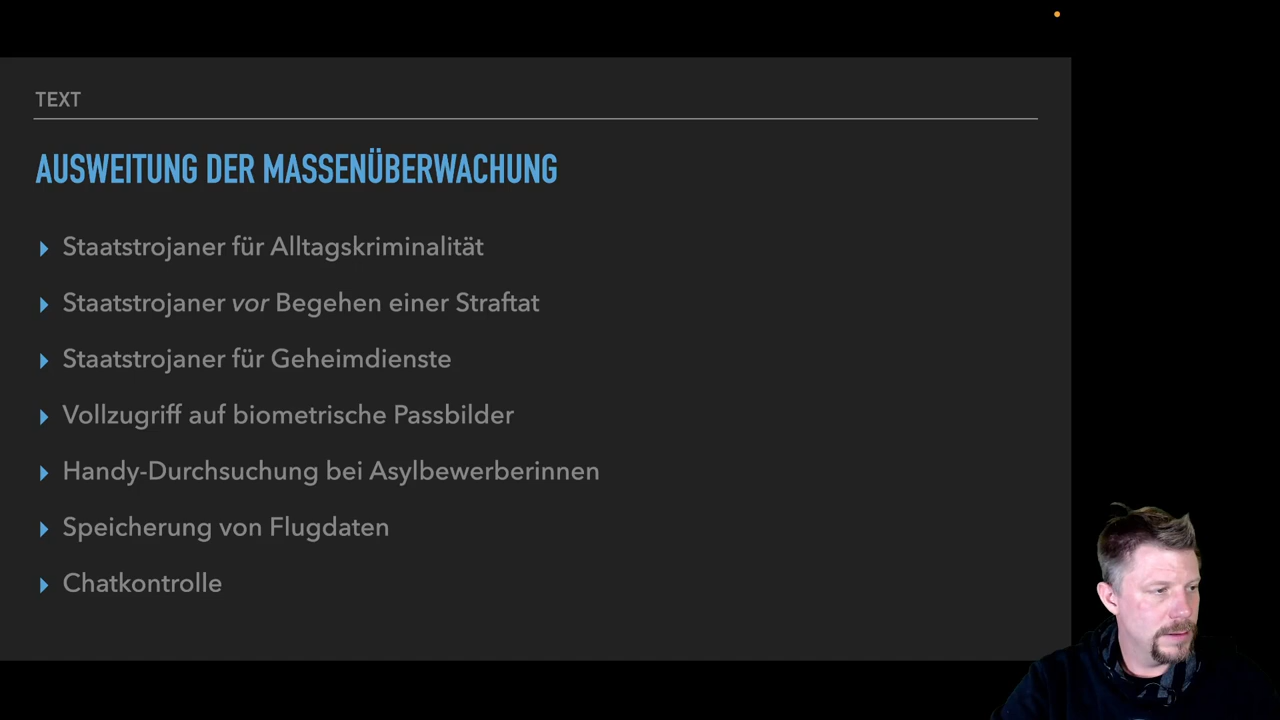 TEXT
AUSWEITUNG DER MASSENÜBERWACHUNG
Staatstrojaner für Alltagskriminalität
Staatstrojaner vor Begehen einer Straftat
Staatstrojaner für Geheimdienste
Vollzugriff auf biometrische Passbilder
Handy-Durchsuchung bei Asylbewerberinnen
Speicherung von Flugdaten
Chatkontrolle